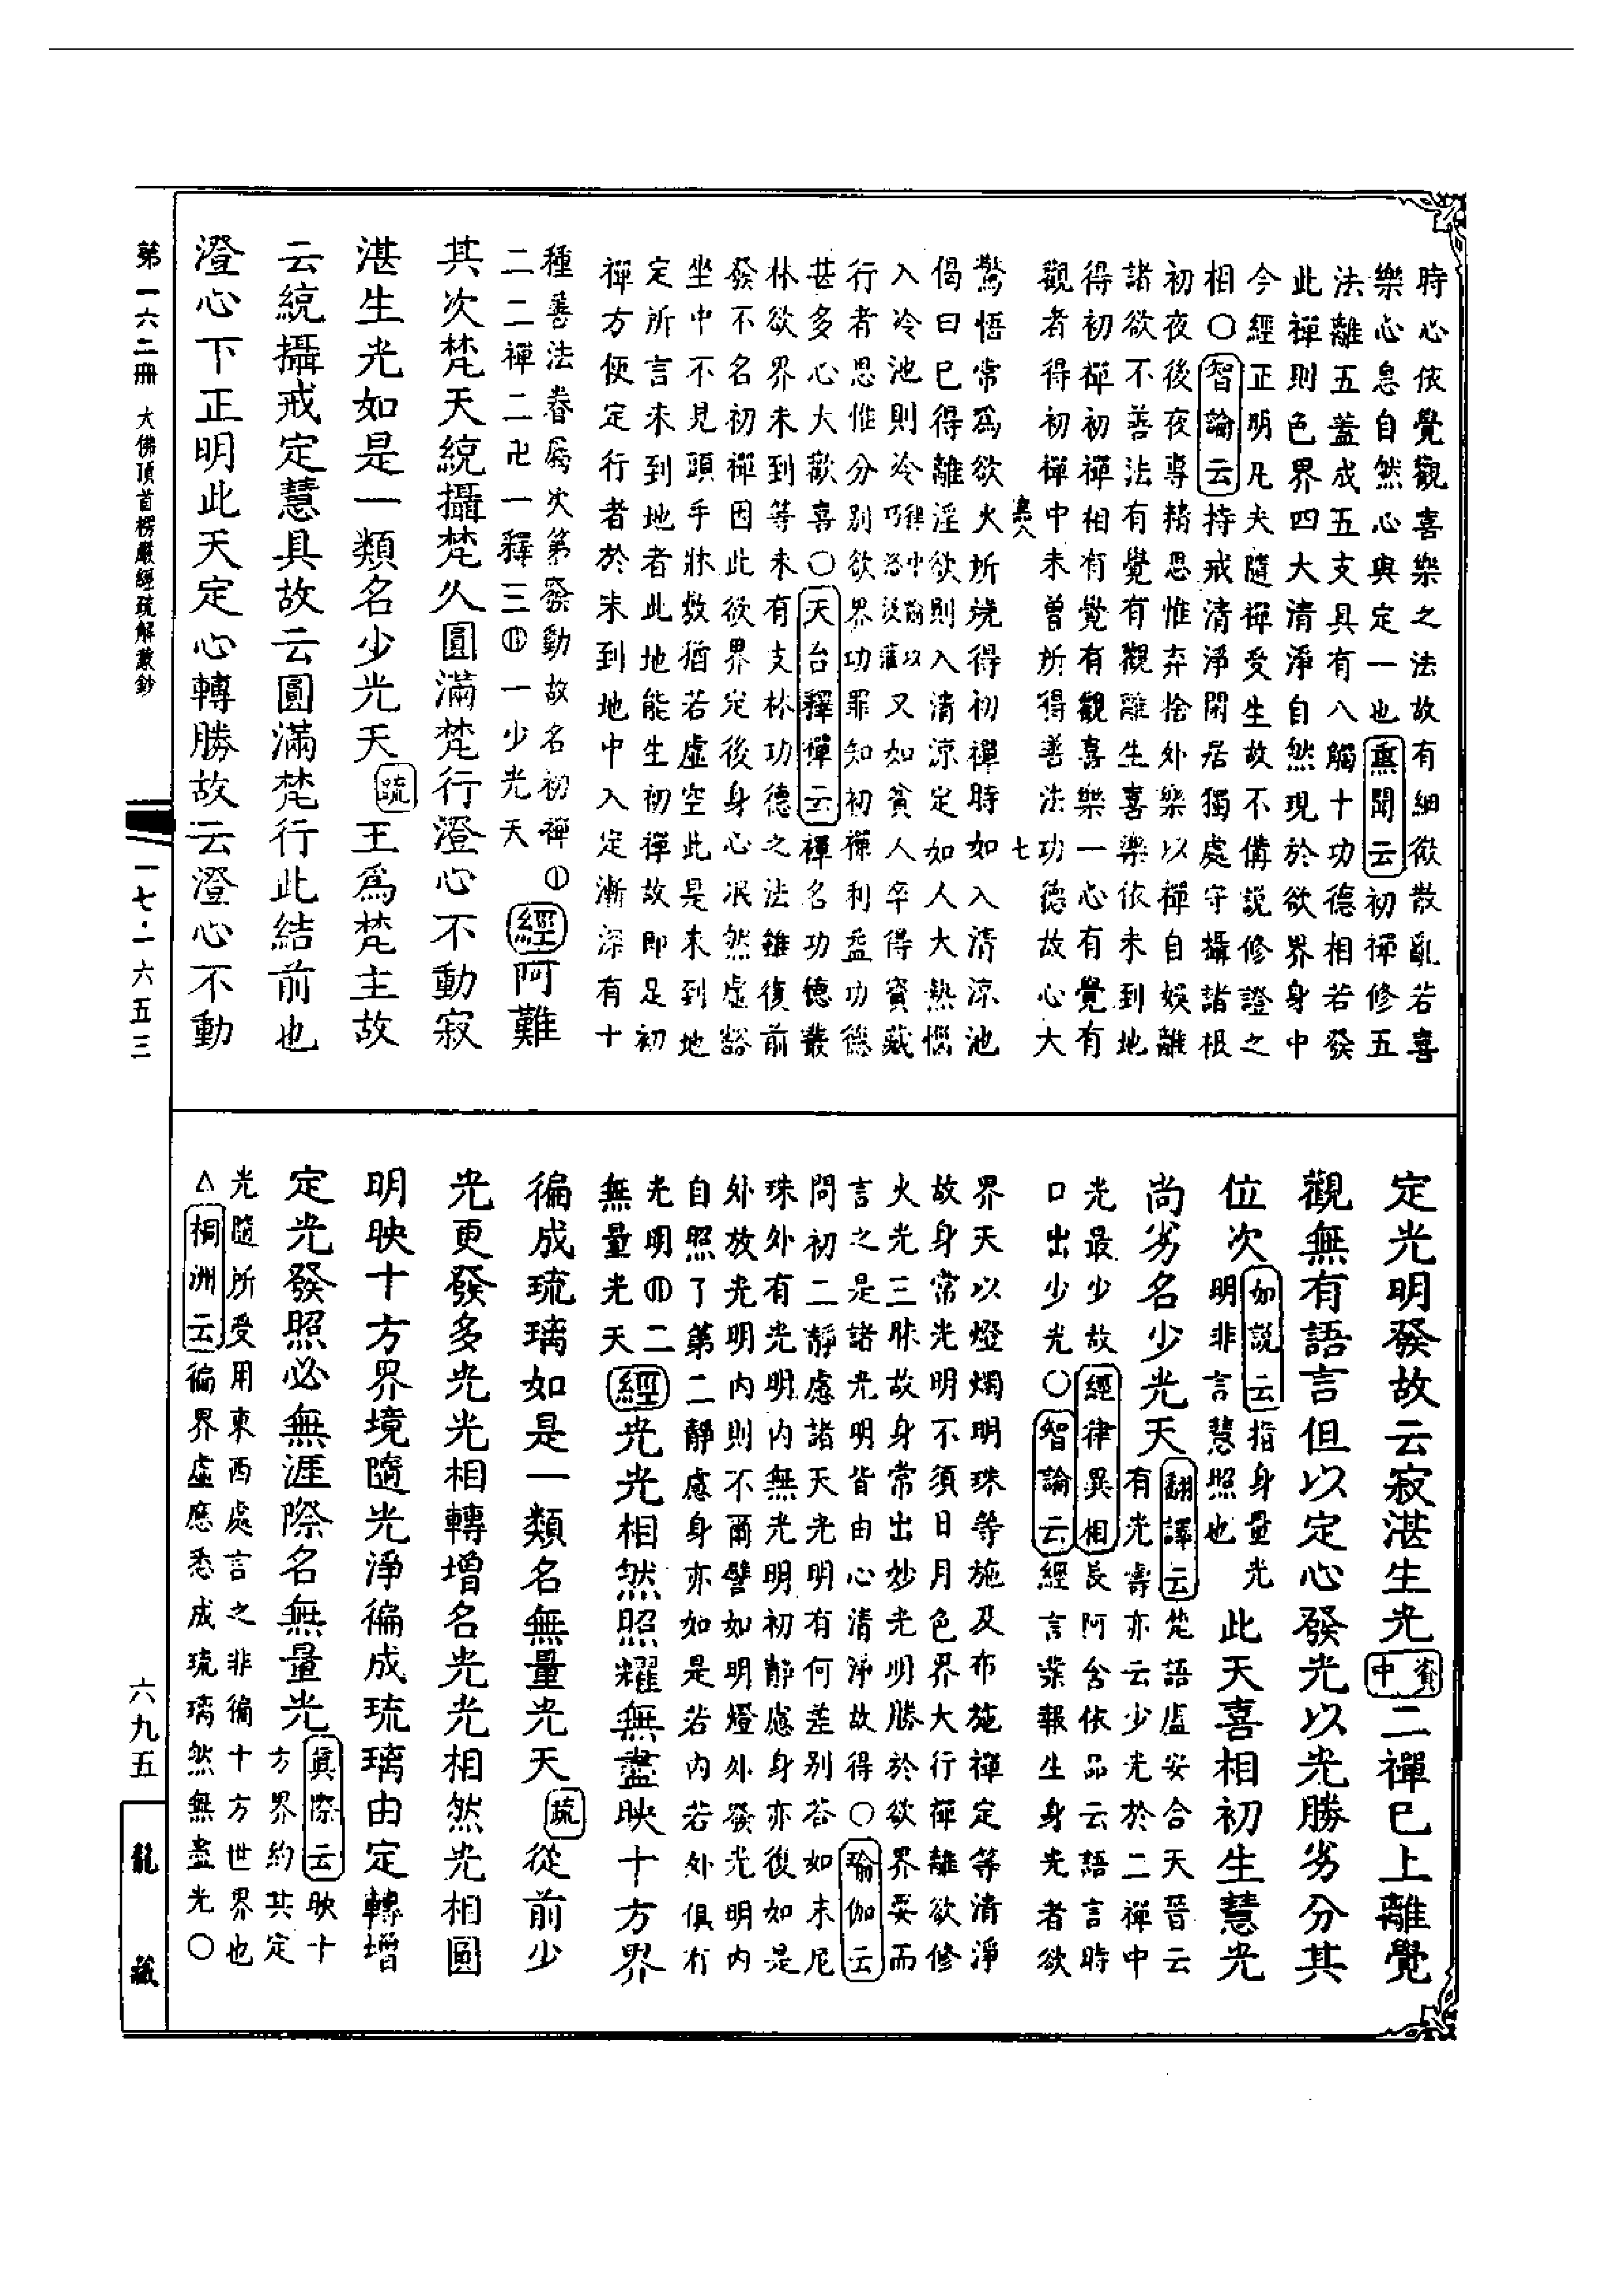 時心依覺觀喜樂之法故有細微散亂若喜
樂心息自然心與定一也熏聞云初禪修五
法離五蓋成五支具有八觸十功德相若發
此禪則色界四大清淨自然現於欲界身中
今經正明凡夫隨禪受生故不備說修證之
相○智論云持戒清淨閑居獨處守攝諸根
初夜後夜專精思惟弃捨外樂以禪自娛離
諸欲不善法有覺有觀離生喜樂依未到地
得初禪初禪相有覺有觀喜樂一心有覺有
觀者得初禪中未曾所得善法功德故心大
七
驚悟常為欲火所燒得初禪時如入清涼池
偈曰已得離淫欲則入清涼定如人大熱惱
入冷池則冷又如貧人卒得寶藏
行者思惟分別欲界功罪知初禪利益功德
甚多心大歡喜○天台釋禪云禪名功德叢
林欲界未到等未有支林功德之法雖復前
發不名初禪因此欲界定後身心泯然虛豁
坐中不見頭手牀敷猶若虛空此是未到地
定所言未到地者此地能生初禪故即足初
禪方便定行者於未到地中入定漸深有十
種善法眷屬次第發動故名初禪①
二二禪二卍一釋三⑪一少光天 經阿難
其次梵天統攝梵久圓滿梵行澄心不動寂
湛生光如是一類名少光天疏王為梵主故
云統攝戒定慧具故云圓滿梵行此結前也
澄心下正明此天定心轉勝故云澄心不動
定光明發故云寂湛生光資中二禪已上離覺
觀無有語言但以定心發光以光勝劣分其
位次如說云指身量光明非言慧照也此天喜相初生慧光
尚劣名少光天翻譯云梵語廬安合天晉云有光壽亦云少光於二禪中
光最少故經律異相長阿含依品云語言時
口出少光○智論云經言業報生身光者欲
界天以燈燭明珠等施及布施禪定等清淨
故身常光明不須日月色界大行禪離欲修
火光三昧故身常出妙光明勝於欲界要而
言之是諸光明皆由心清淨故得○瑜伽云
問初二靜慮諸天光明有何差別答如末尼
珠外有光明內無光明初靜慮身亦復如是
外放光明內則不爾譬如明燈外發光明內
自照了第二靜慮身亦如是若內若外俱有
光明⑪二
無量光天 經光光相然照耀無盡映十方界
徧成琉璃如是一類名無量光天疏從前少
光更發多光光相轉增名光光相然光相圓
明映十方界境隨光淨徧成琉璃由定轉增
定光發照必無涯際名無量光真際云映十方界約其定
光隨所受用東西處言之非徧十方世界也
△桐洲云徧界虛應悉成琉璃然無盡光○
第一六二冊 大佛頂首楞嚴經疏解蒙鈔
一七·一六五三
六九五
龍藏